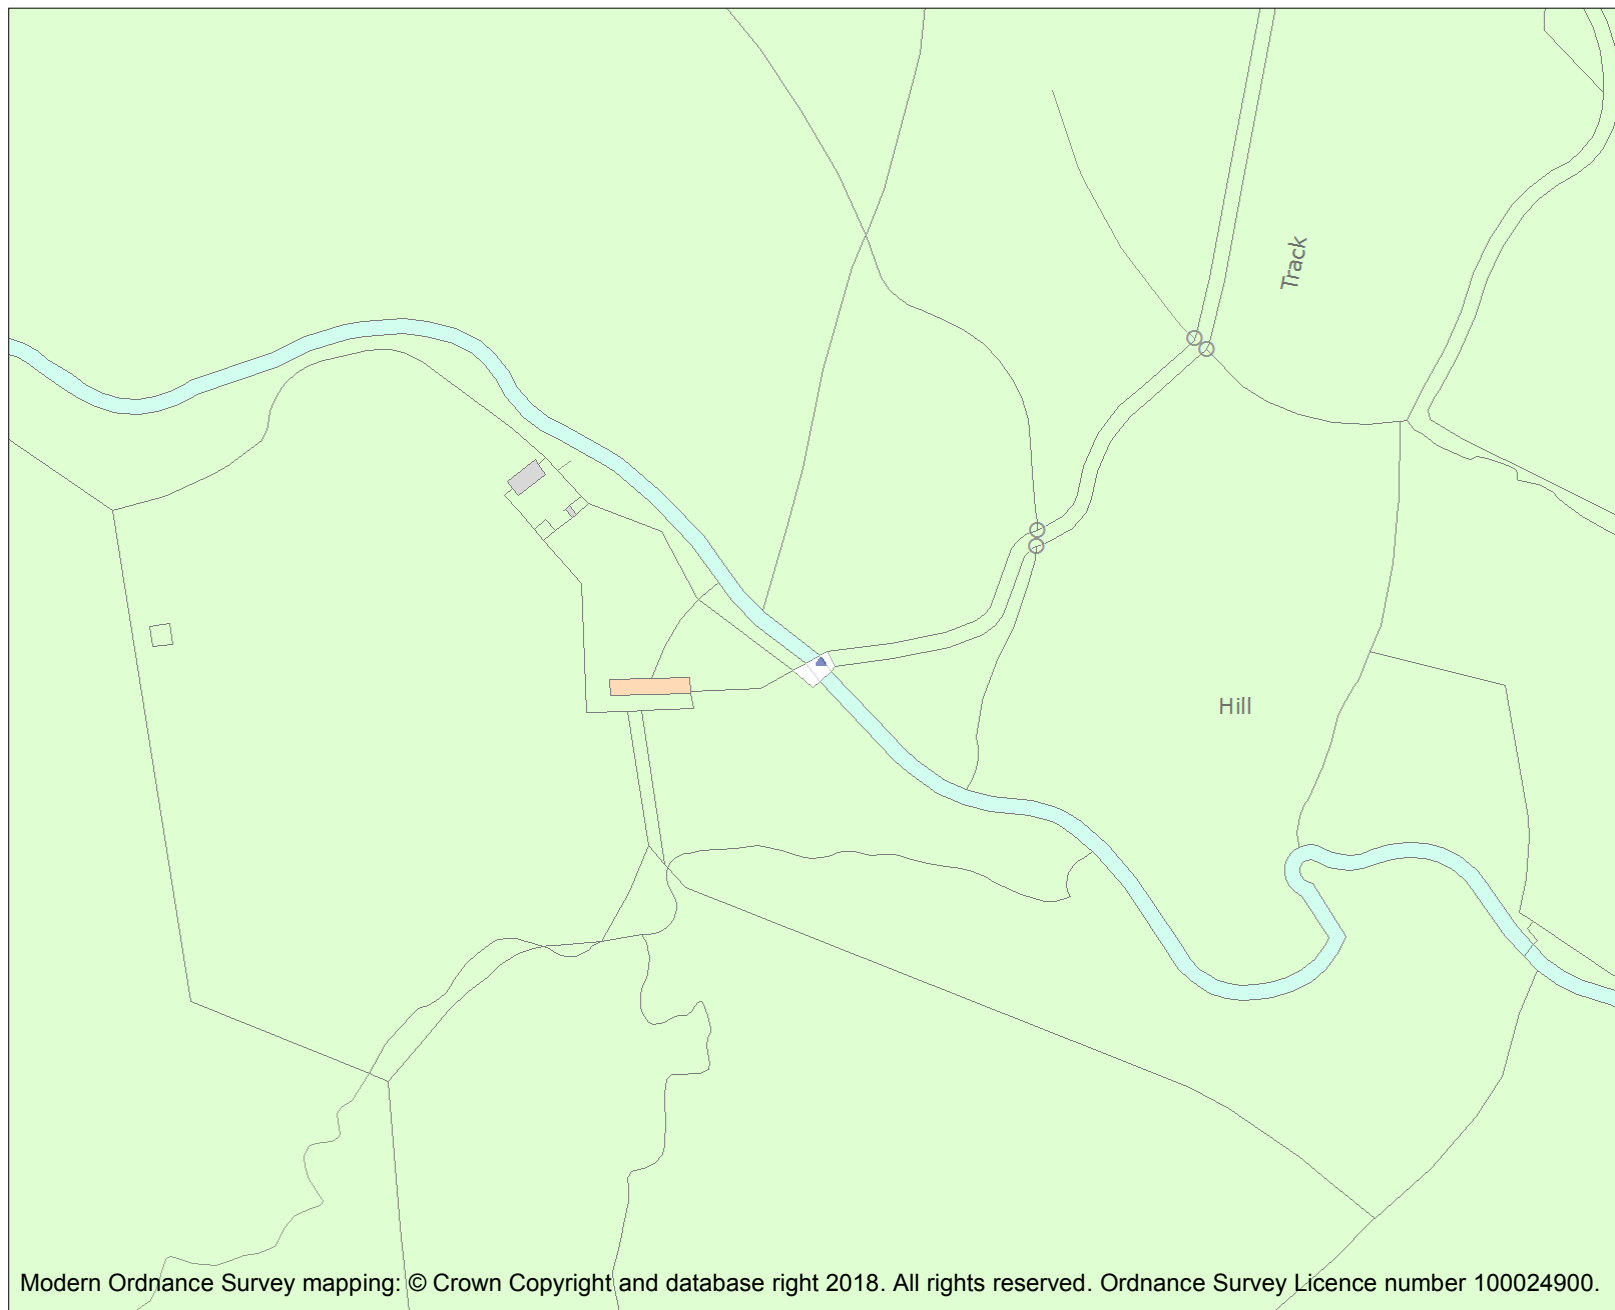 Track
Hill
Modern Ordnance Survey mapping: © Crown Copyright and database right 2018. All rights reserved. Ordnance Survey Licence number 100024900.